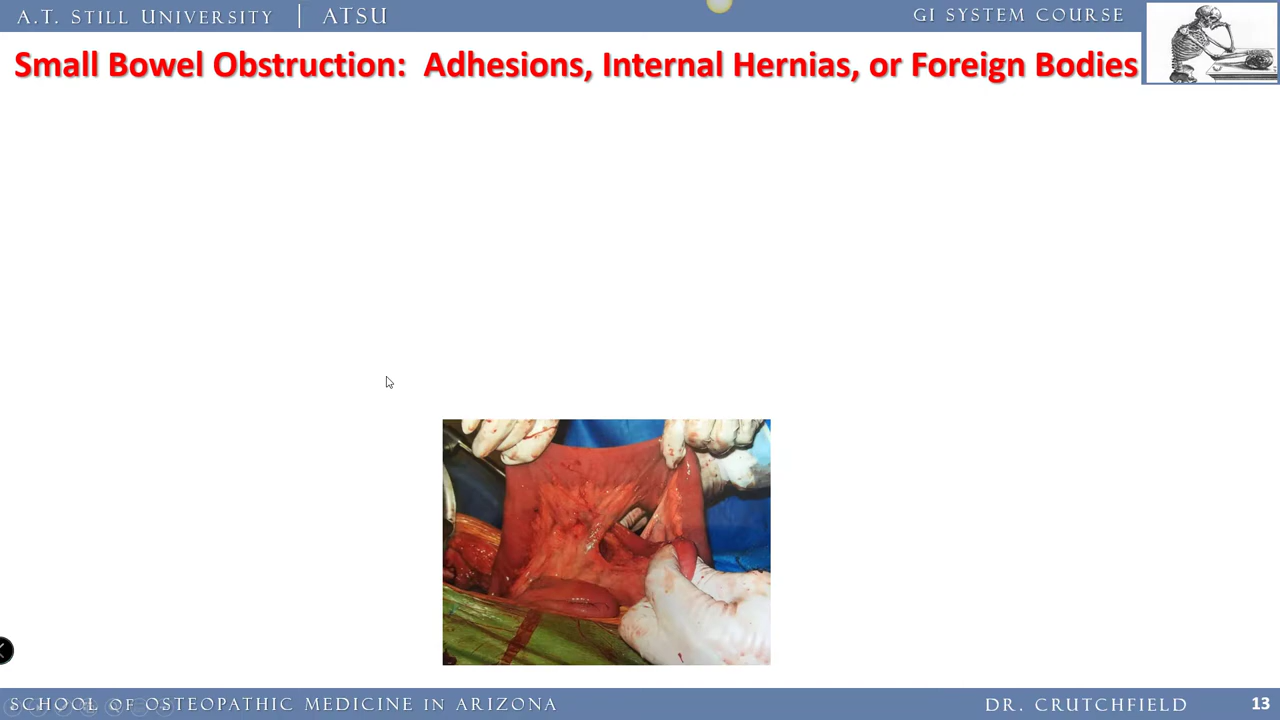 A.T. STILL UNIVERSITY | ATSU
GI SYSTEM COURSE
Small Bowel Obstruction: Adhesions, Internal Hernias, or Foreign Bodies
SCHOOL OF OSTEOPATHIC MEDICINE IN ARIZONA
DR. CRUTCHFIELD
13